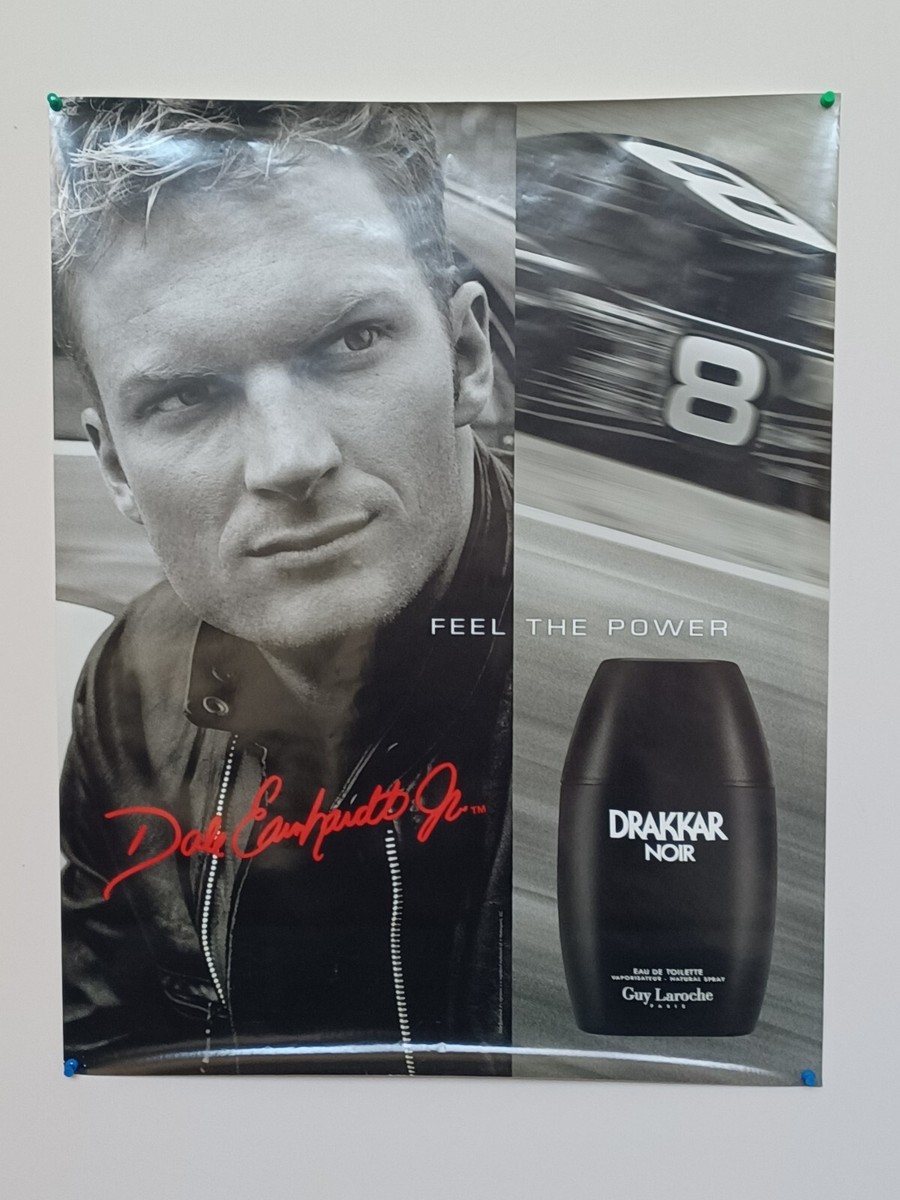 8
8
FEEL THE POWER
Dale Earnhardt Jr ™
DRAKKAR
NOIR
EAU DE TOILETTE
VAPORISATEUR - NATURAL SPRAY
Guy Laroche
PARIS